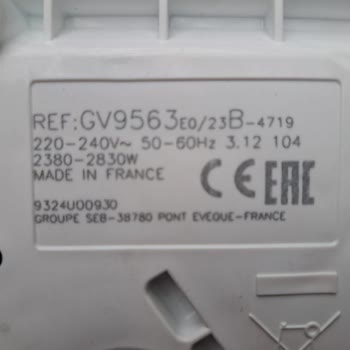 REF:GV9563E0/23B-4719
220-240V~ 50-60Hz 3.12 104
2380-2830W
MADE IN FRANCE
CE EAC
9324U00930
GROUPE SEB-38780 PONT EVEQUE-FRANCE